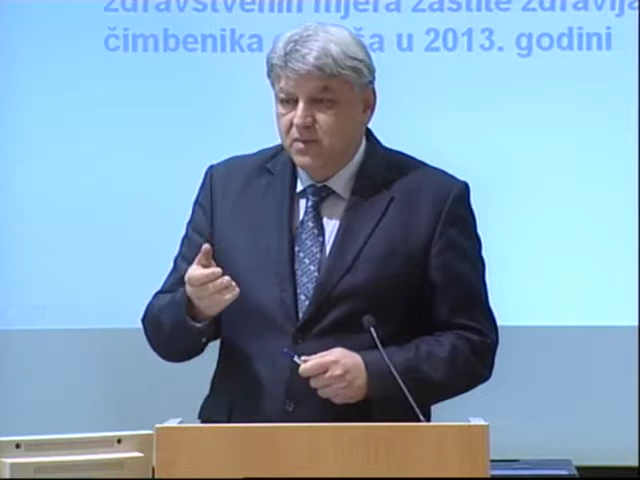 zdravstvenih mjera zaštite zdravlja
čimbenika u 2013. godini